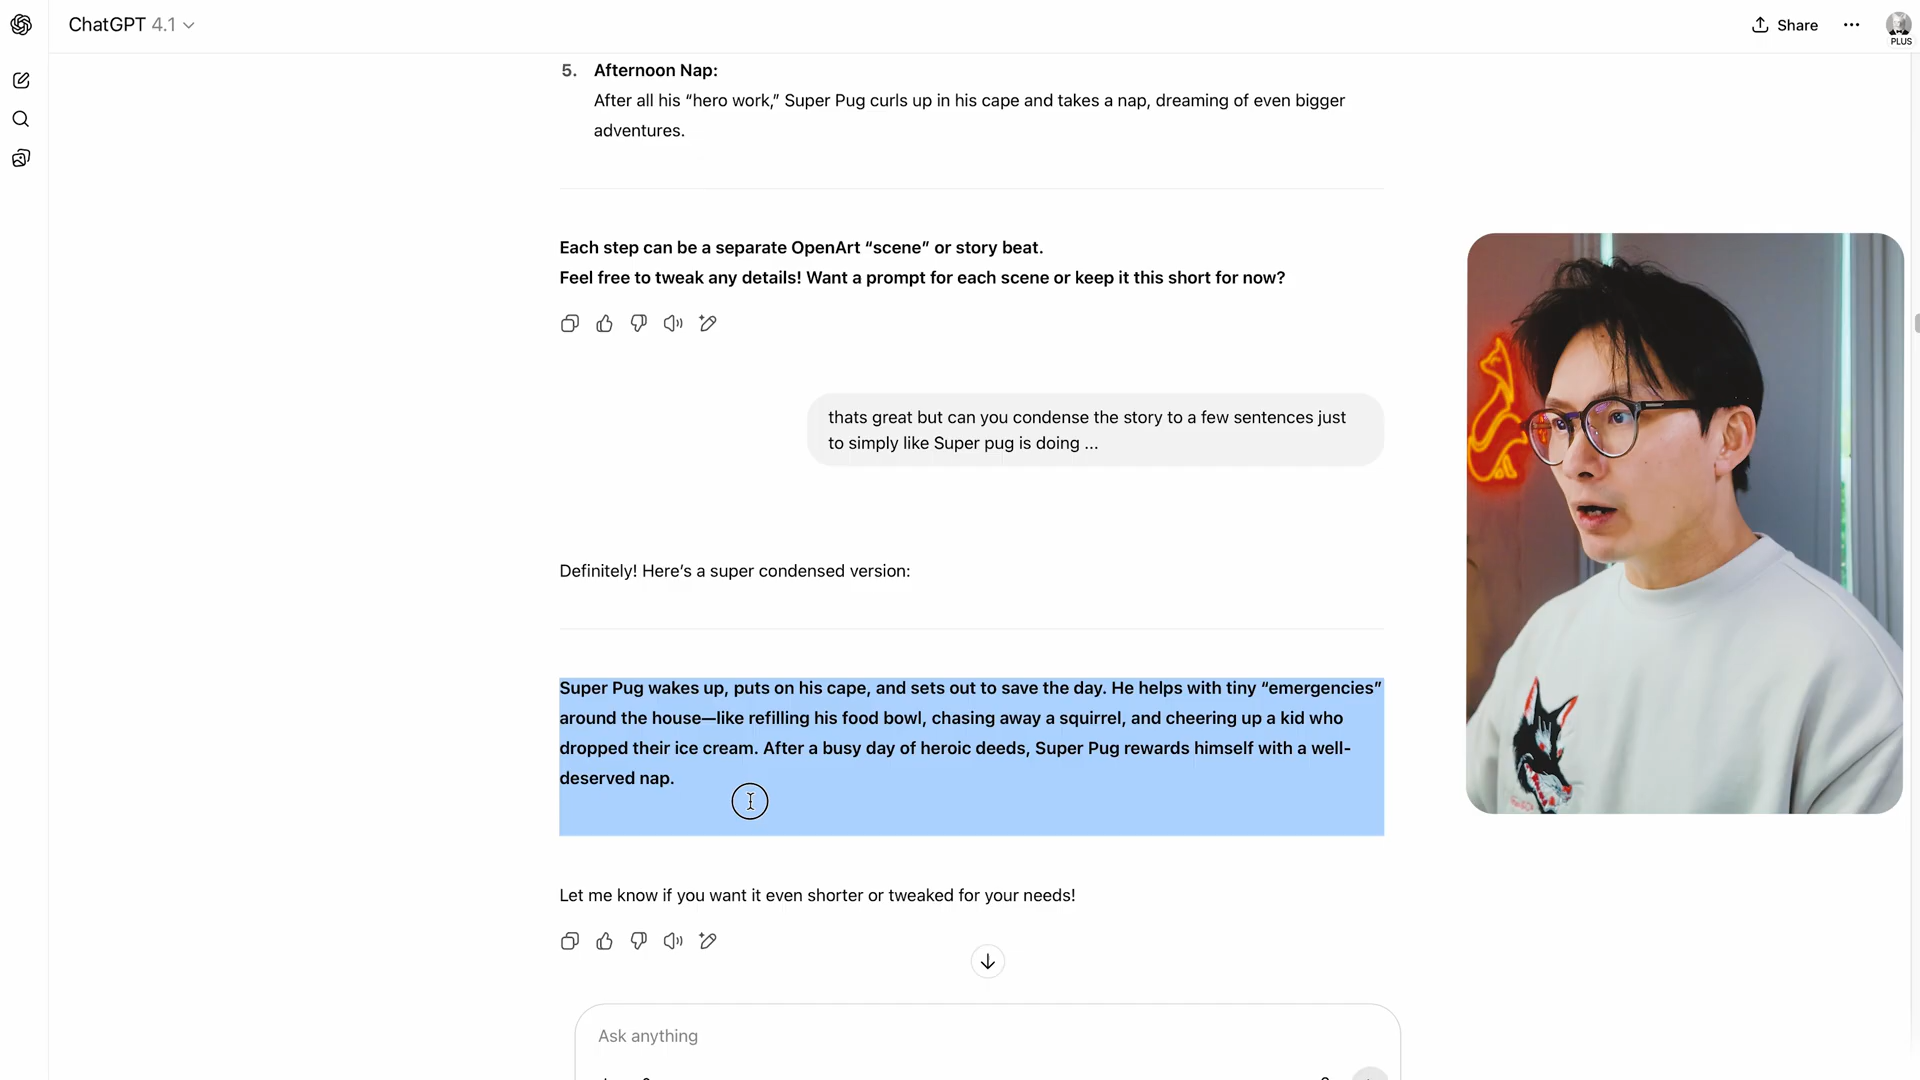 ChatGPT 4.1
Share
PLUS
5. Afternoon Nap:
After all his “hero work,” Super Pug curls up in his cape and takes a nap, dreaming of even bigger
adventures.
Each step can be a separate OpenArt “scene” or story beat.
Feel free to tweak any details! Want a prompt for each scene or keep it this short for now?
thats great but can you condense the story to a few sentences just
to simply like Super pug is doing ...
Definitely! Here’s a super condensed version:
Super Pug wakes up, puts on his cape, and sets out to save the day. He helps with tiny “emergencies”
around the house—like refilling his food bowl, chasing away a squirrel, and cheering up a kid who
dropped their ice cream. After a busy day of heroic deeds, Super Pug rewards himself with a well-
deserved nap.
Let me know if you want it even shorter or tweaked for your needs!
Ask anything